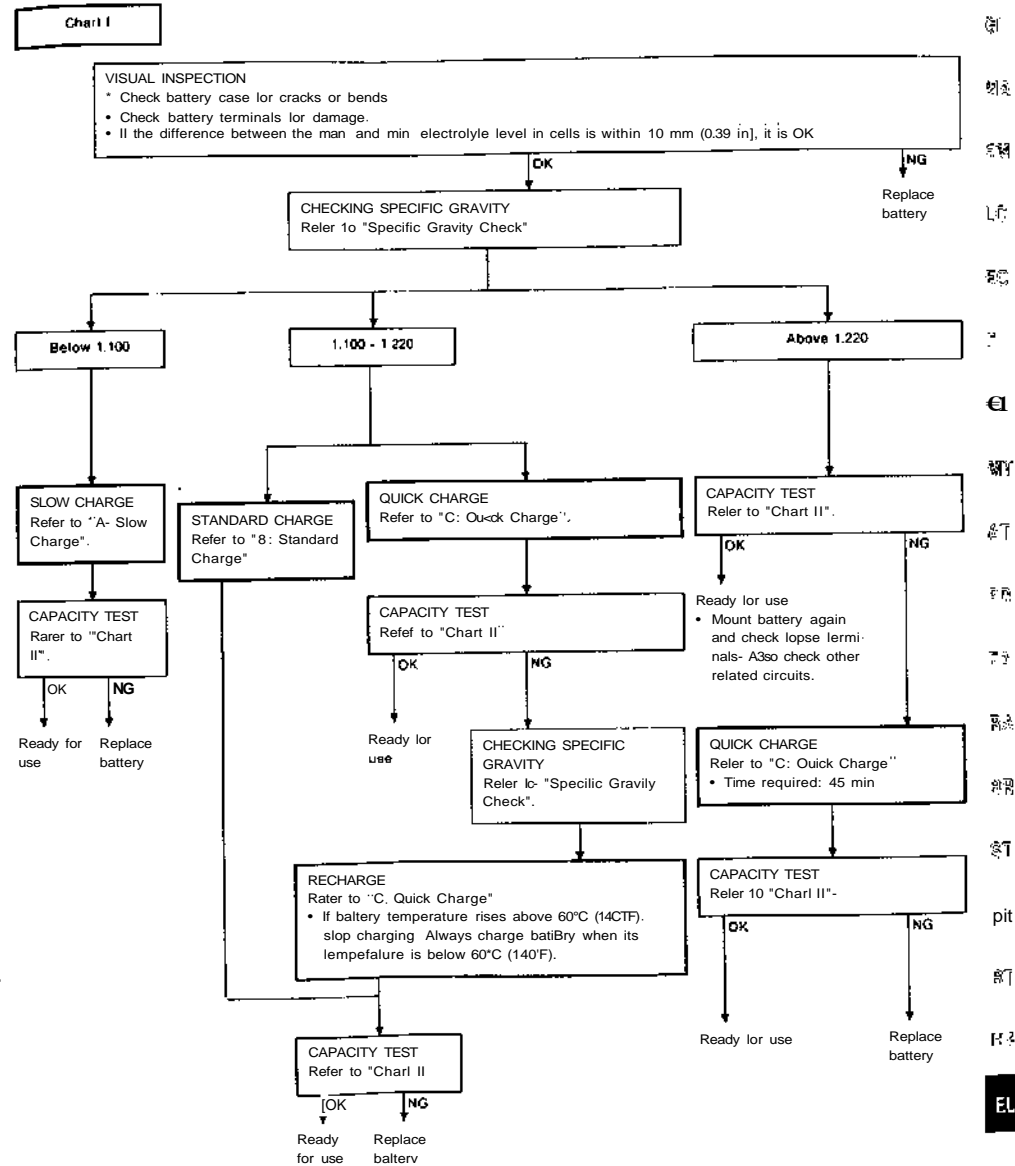 Chart I
VISUAL INSPECTION
* Check battery case lor cracks or bends
• Check battery terminals lor damage.
• II the difference between the man and min electrolyle level in cells is within 10 mm (0.39 in], it is OK
DK
NG
Replace
battery
CHECKING SPECIFIC GRAVITY
Reler 1o "Specific Gravity Check"
Below 1.100
1.100 - 1 220
Above 1.220
SLOW CHARGE
Refer to "A- Slow
Charge".
STANDARD CHARGE
Refer to "8: Standard
Charge"
QUICK CHARGE
Refer to "C: Ou<ck Charge".
CAPACITY TEST
Reler to "Chart II".
OK
NG
CAPACITY TEST
Rarer to "Chart
II".
OK
NG
Ready for
use
Replace
battery
CAPACITY TEST
Refef to "Chart II"
OK
NG
Ready lor
use
Ready lor use
• Mount battery again
and check lopse lermi-
nals- A3so check other
related circuits.
CHECKING SPECIFIC
GRAVITY
Reler lc- "Specilic Gravily
Check".
QUICK CHARGE
Reler to "C: Ouick Charge"
• Time required: 45 min
RECHARGE
Rater to "C, Quick Charge"
• If baltery temperature rises above 60°C (14CTF).
slop charging Always charge batiBry when its
lempefalure is below 60°C (140'F).
CAPACITY TEST
Reler 10 "Charl II"-
OK
NG
Ready lor use
Replace
battery
CAPACITY TEST
Refer to "Charl II
[OK
NG
Ready
for use
Replace
baltery
€l
pit
EL